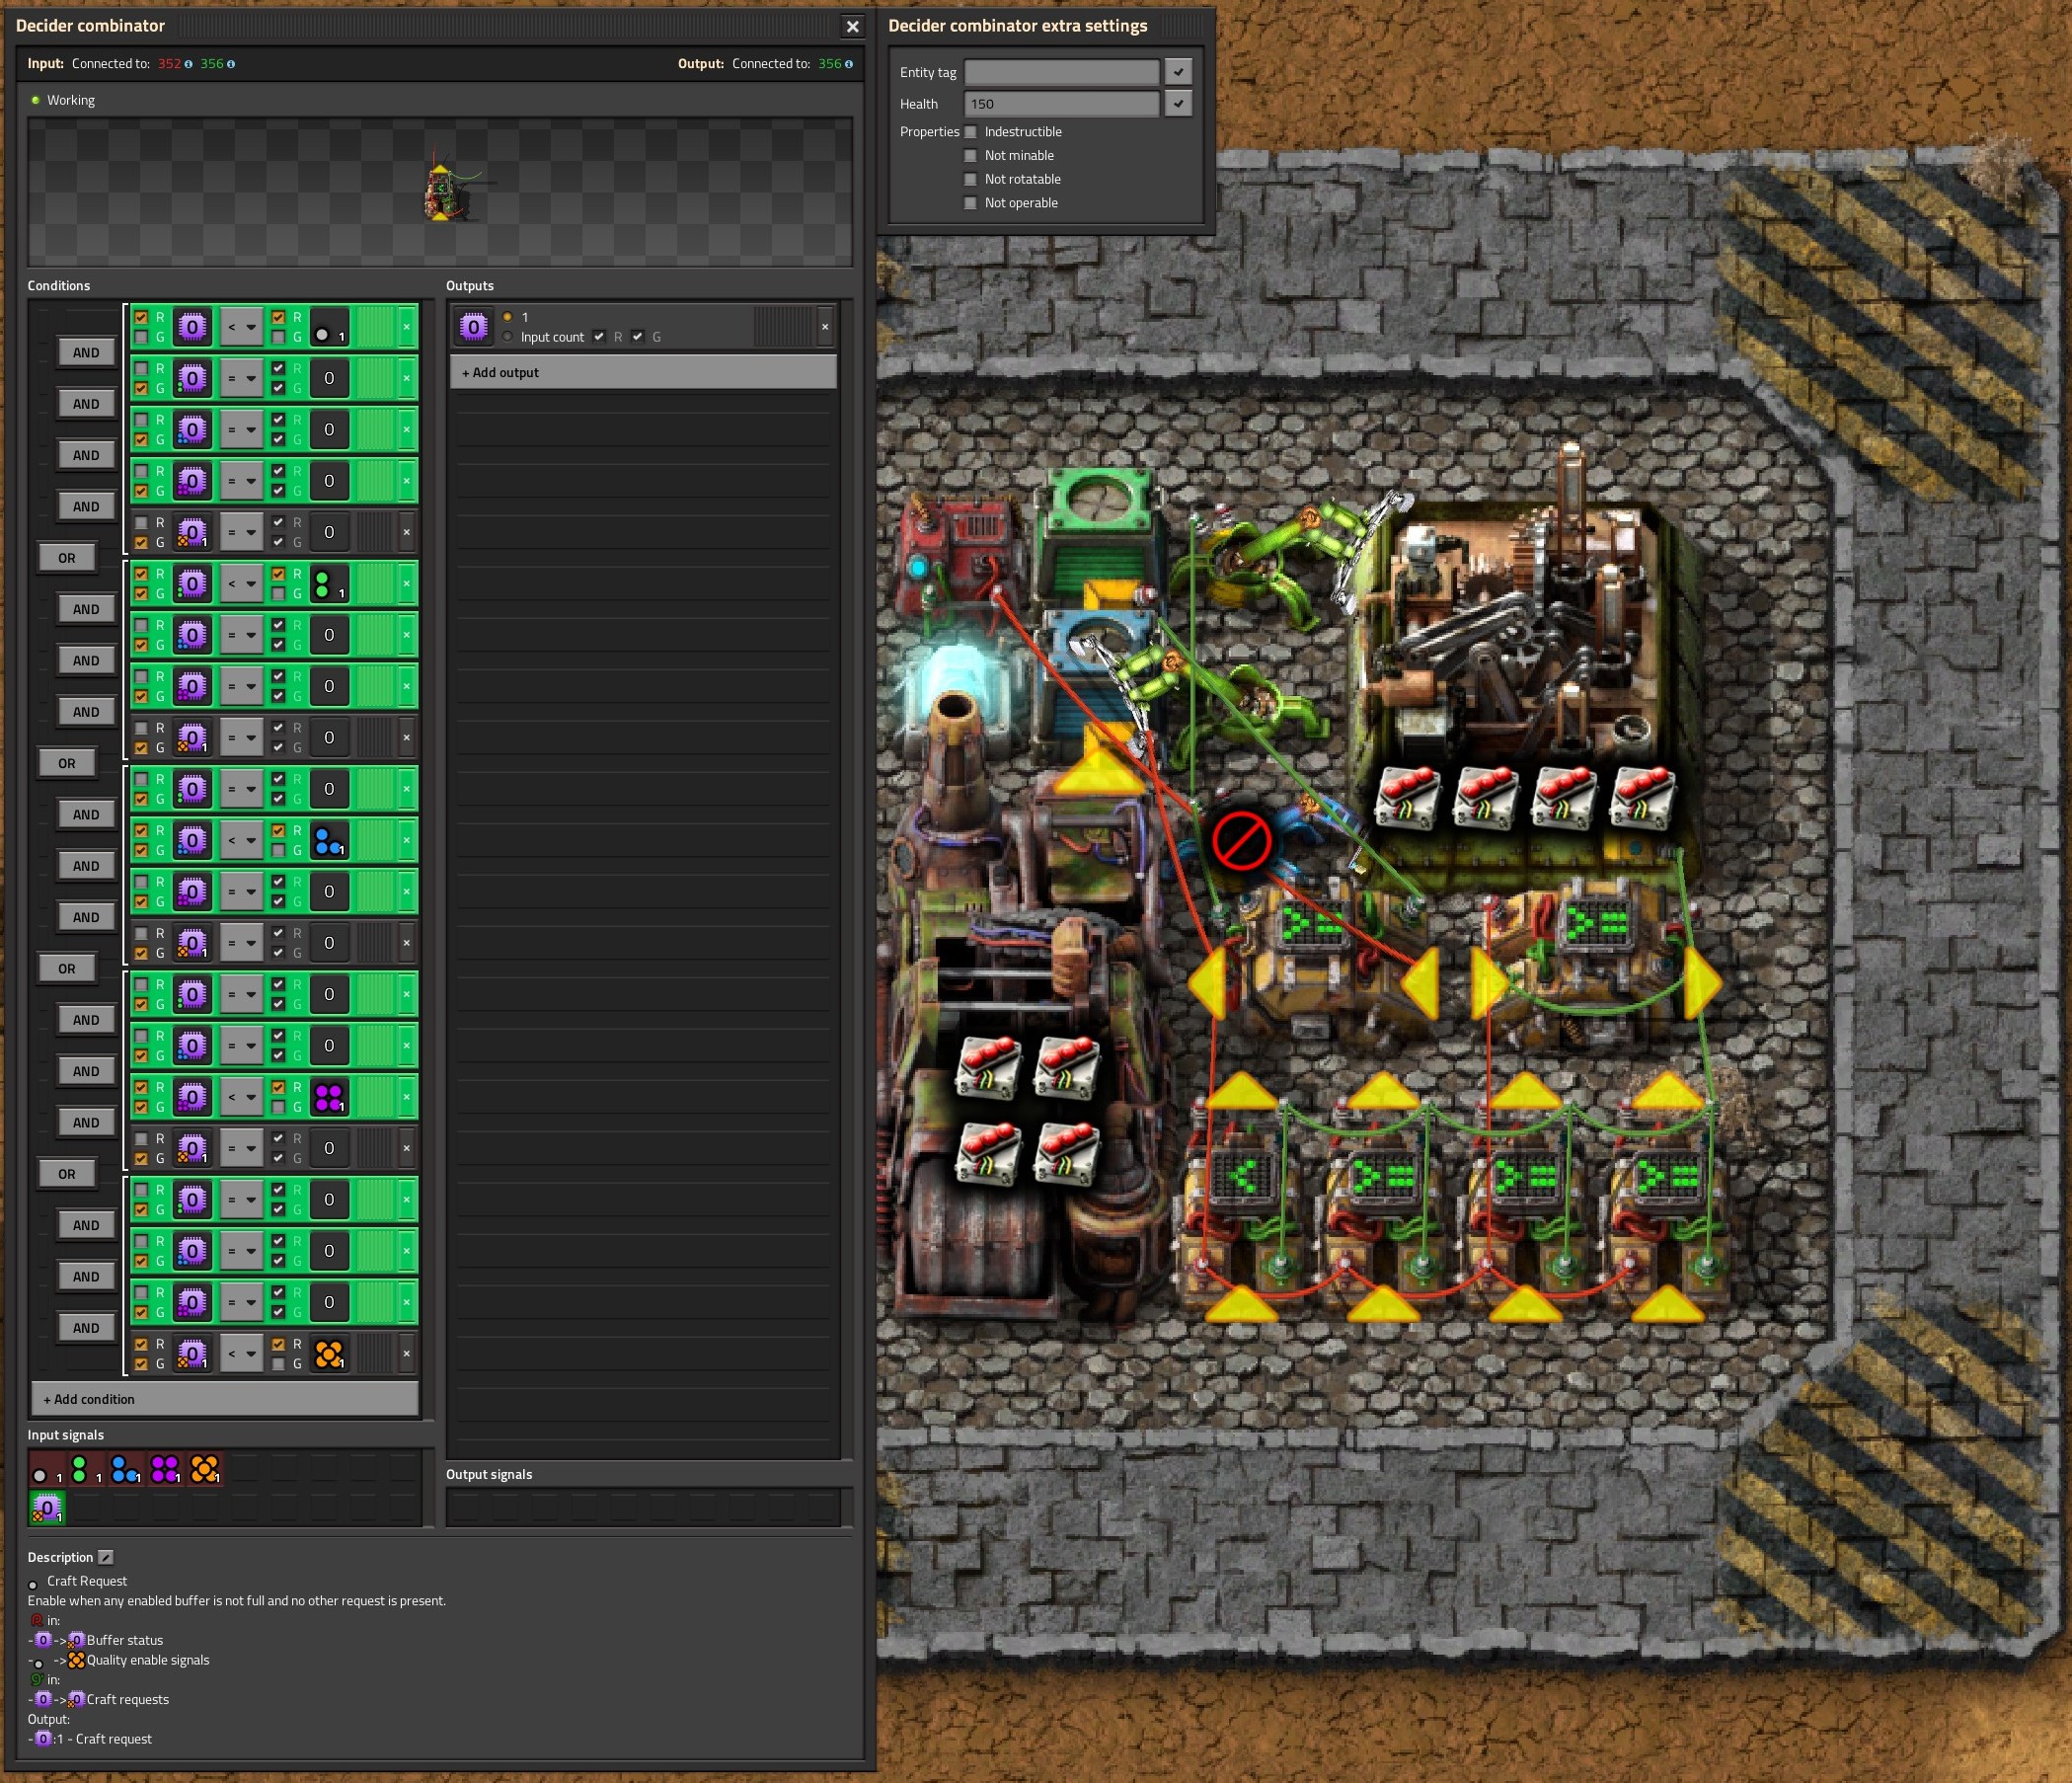 Decider combinator
Input: Connected to: 352 356
Output: Connected to: 356
Working
Conditions
R
G
0
<
R
G
1
AND
R
G
0
=
R
G
0
AND
R
G
0
=
R
G
0
AND
R
G
0
=
R
G
0
AND
R
G
0
1
=
R
G
0
OR
R
G
0
<
R
G
1
AND
R
G
0
=
R
G
0
AND
R
G
0
=
R
G
0
AND
R
G
0
1
=
R
G
0
OR
R
G
0
=
R
G
0
AND
R
G
0
<
R
G
1
AND
R
G
0
=
R
G
0
AND
R
G
0
1
=
R
G
0
OR
R
G
0
=
R
G
0
AND
R
G
0
=
R
G
0
AND
R
G
0
<
R
G
1
AND
R
G
0
1
=
R
G
0
OR
R
G
0
=
R
G
0
AND
R
G
0
=
R
G
0
AND
R
G
0
=
R
G
0
AND
R
G
0
1
<
R
G
1
+ Add condition
Input signals
1 1 1 1 1
0 1
Description
Craft Request
Enable when any enabled buffer is not full and no other request is present.
in:
-0->0Buffer status
- ->Quality enable signals
in:
-0->0Craft requests
Output:
-0:1 - Craft request
Outputs
0
1
Input count R G
+ Add output
Output signals
Decider combinator extra settings
Entity tag
Health 150
Properties Indestructible
Not minable
Not rotatable
Not operable
>=
>=
<
>=
>=
>=